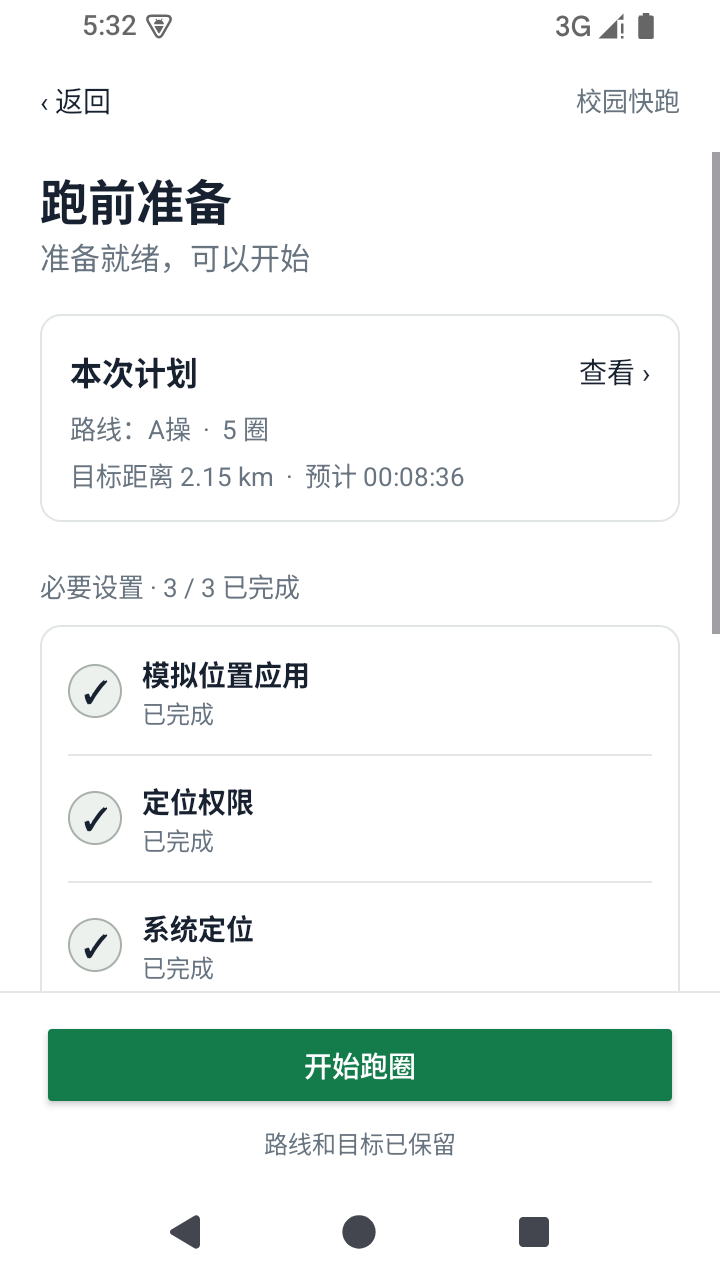 5:32
3G
‹ 返回
校园快跑
跑前准备
准备就绪，可以开始
本次计划
查看 ›
路线：A操 · 5 圈
目标距离 2.15 km · 预计 00:08:36
必要设置 · 3 / 3 已完成
模拟位置应用
已完成
定位权限
已完成
系统定位
已完成
开始跑圈
路线和目标已保留